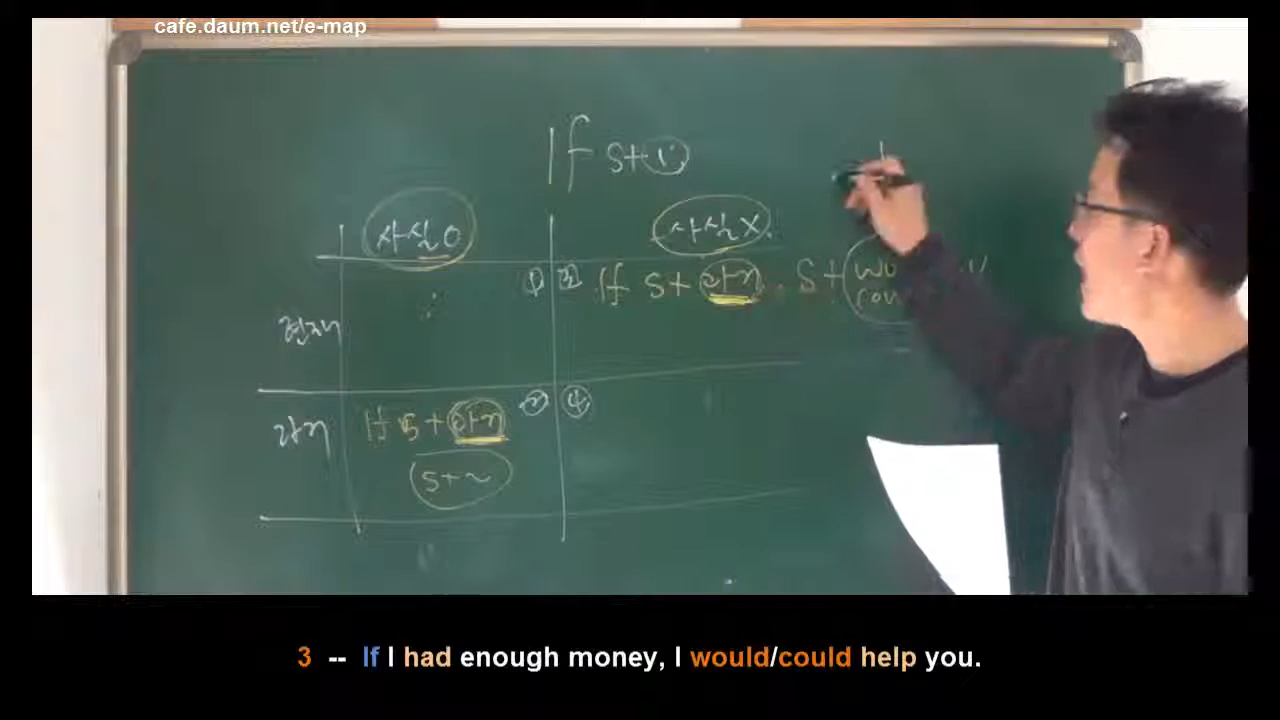 cafe.daum.net/e-map
If S+V
사실O
사실X.
① ③ If S+과거, S+
현재
과거
If S+과거
② ④
S+~
3 -- If I had enough money, I would/could help you.